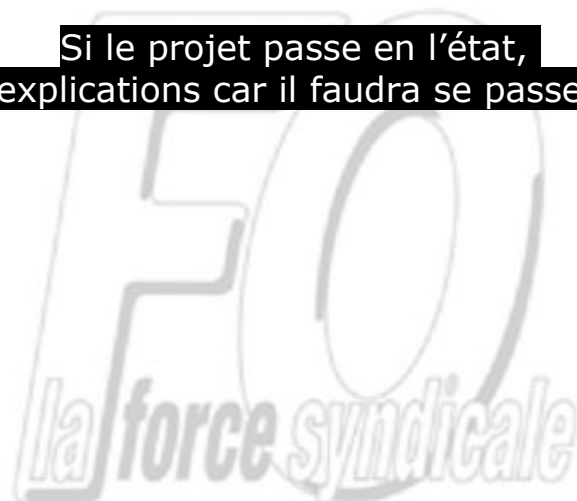 Si le projet passe en l’état,
explications car il faudra se passe
FO
la force syndicale